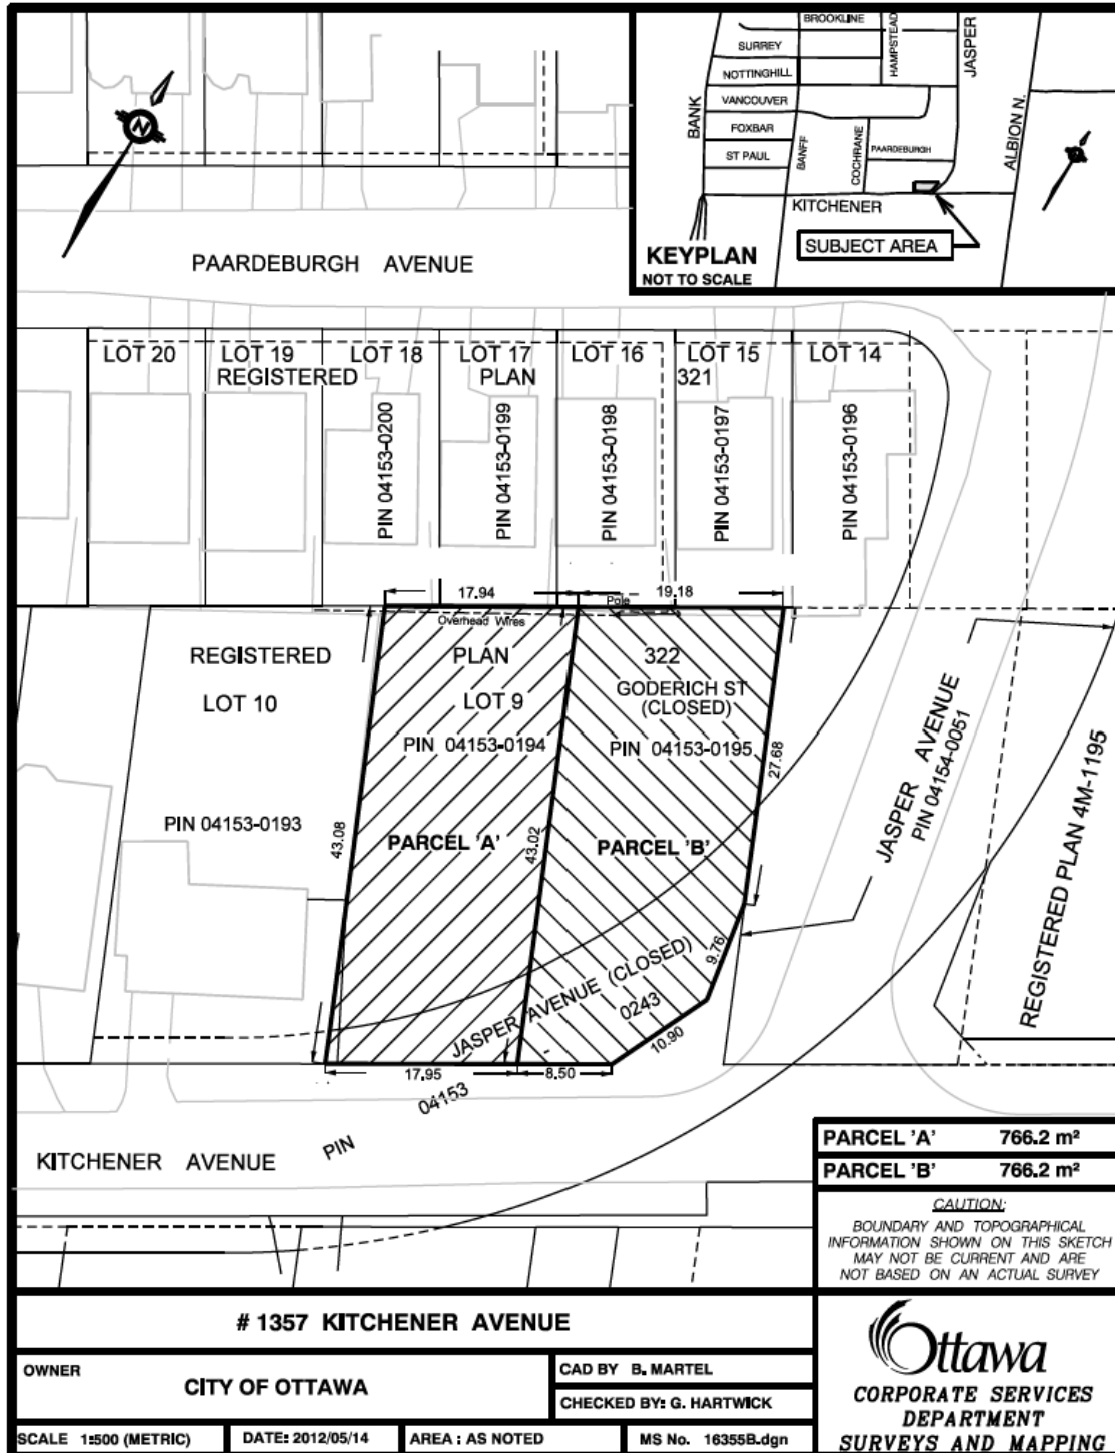 BROOKLINE
SURREY
HAMPSTEAD
JASPER
NOTTINGHILL
BANK
VANCOUVER
FOXBAR
ALBION N.
ST PAUL
BANFF
COCHRANE
PAARDEBURGH
KITCHENER
SUBJECT AREA
KEYPLAN
NOT TO SCALE
N
PAARDEBURGH AVENUE
LOT 20 LOT 19 LOT 18 LOT 17 LOT 16 LOT 15 LOT 14
REGISTERED PLAN 321
PIN 04153-0200
PIN 04153-0199
PIN 04153-0198
PIN 04153-0197
PIN 04153-0196
17.94 19.18
Pole
Overhead Wires
REGISTERED PLAN 322
LOT 10
LOT 9
GODERICH ST
(CLOSED)
PIN 04153-0194
PIN 04153-0195
27.68
JASPER AVENUE
PIN 04154-0051
REGISTERED PLAN 4M-1195
PIN 04153-0193
43.08
PARCEL 'A'
43.02
PARCEL 'B'
9.76
JASPER AVENUE (CLOSED)
0243
10.90
17.95 8.50
04153
PIN
KITCHENER AVENUE
PARCEL 'A' 766.2 m²
PARCEL 'B' 766.2 m²
CAUTION:
BOUNDARY AND TOPOGRAPHICAL
INFORMATION SHOWN ON THIS SKETCH
MAY NOT BE CURRENT AND ARE
NOT BASED ON AN ACTUAL SURVEY
# 1357 KITCHENER AVENUE
OWNER
CITY OF OTTAWA
CAD BY B. MARTEL
CHECKED BY: G. HARTWICK
SCALE 1:500 (METRIC)
DATE: 2012/05/14
AREA : AS NOTED
MS No. 16355B.dgn
Ottawa
CORPORATE SERVICES
DEPARTMENT
SURVEYS AND MAPPING